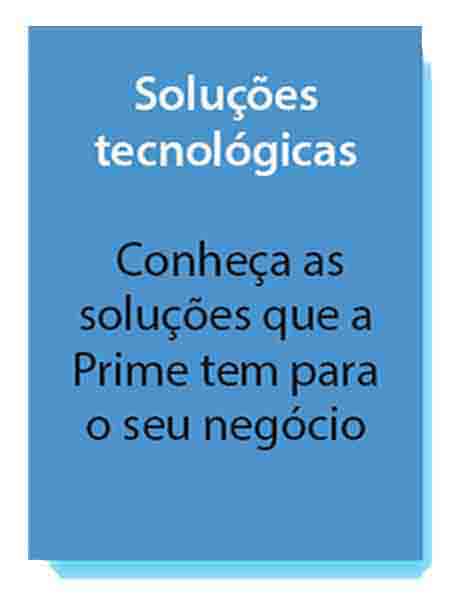 Soluções
tecnológicas
Conheça as
soluções que a
Prime tem para
o seu negócio